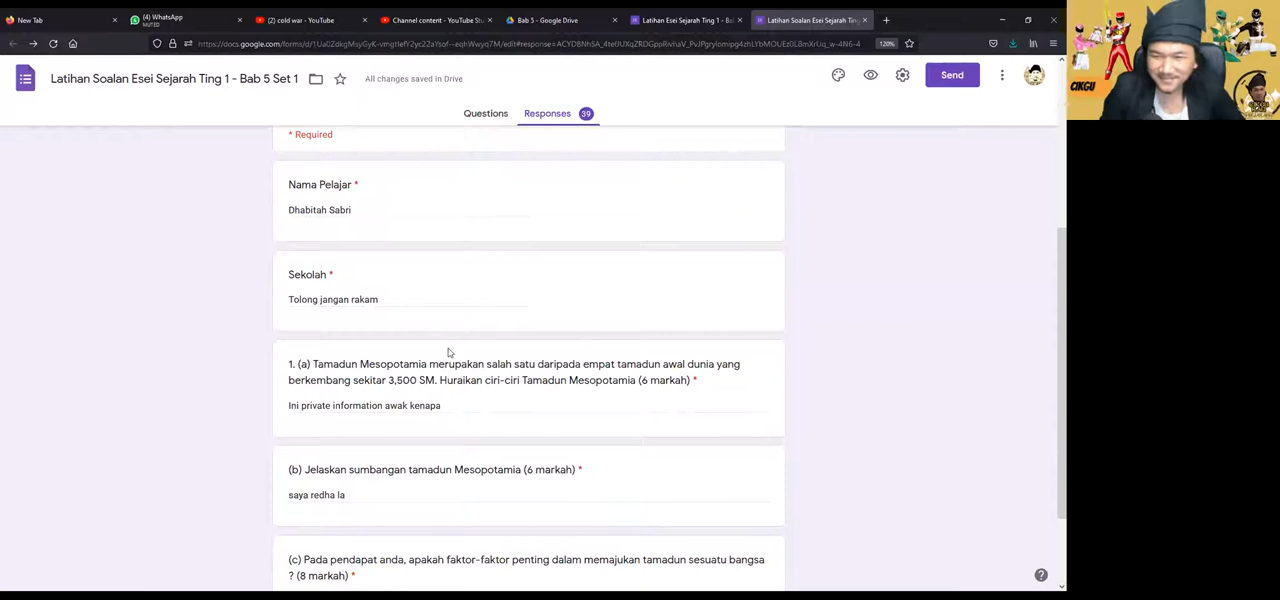 New Tab
(4) WhatsApp
MUTED
(2) cold war - YouTube
Channel content - YouTube Stu
Bab 5 - Google Drive
Latihan Esei Sejarah Ting 1 - Ba
Latihan Soalan Esei Sejarah Ting
120%
Latihan Soalan Esei Sejarah Ting 1 - Bab 5 Set 1
All changes saved in Drive
Send
CIKGU
Questions
Responses 39
* Required
Nama Pelajar *
Dhabitah Sabri
Sekolah *
Tolong jangan rakam
1. (a) Tamadun Mesopotamia merupakan salah satu daripada empat tamadun awal dunia yang
berkembang sekitar 3,500 SM. Huraikan ciri-ciri Tamadun Mesopotamia (6 markah) *
Ini private information awak kenapa
(b) Jelaskan sumbangan tamadun Mesopotamia (6 markah) *
saya redha la
(c) Pada pendapat anda, apakah faktor-faktor penting dalam memajukan tamadun sesuatu bangsa
? (8 markah) *